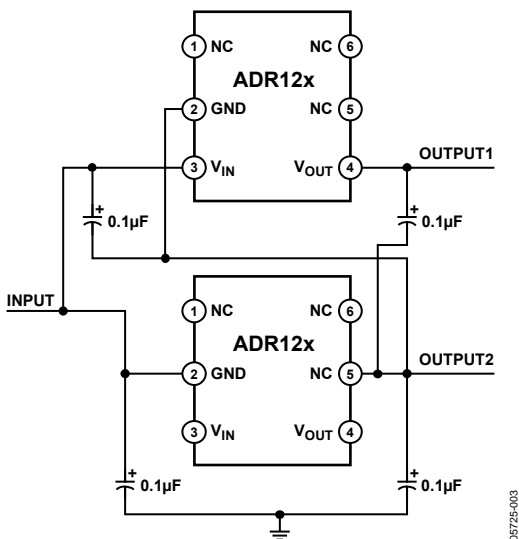 1 NC NC 6
ADR12x
2 GND NC 5
3 VIN VOUT 4
OUTPUT1
+ 0.1µF
+ 0.1µF
INPUT
1 NC NC 6
ADR12x
2 GND NC 5
OUTPUT2
3 VIN VOUT 4
+ 0.1µF
+ 0.1µF
05725-003